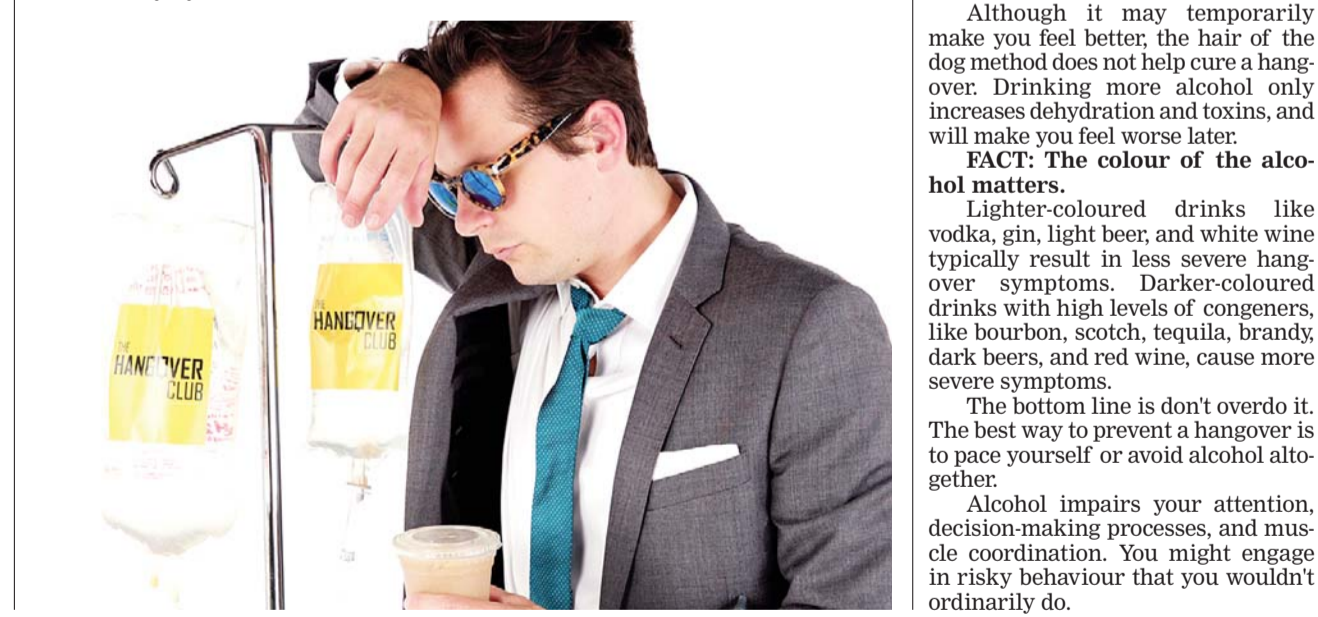 THE
HANGOVER
CLUB
THE
HANGOVER
CLUB
Although it may temporarily
make you feel better, the hair of the
dog method does not help cure a hang-
over. Drinking more alcohol only
increases dehydration and toxins, and
will make you feel worse later.
FACT: The colour of the alco-
hol matters.
Lighter-coloured drinks like
vodka, gin, light beer, and white wine
typically result in less severe hang-
over symptoms. Darker-coloured
drinks with high levels of congeners,
like bourbon, scotch, tequila, brandy,
dark beers, and red wine, cause more
severe symptoms.
The bottom line is don't overdo it.
The best way to prevent a hangover is
to pace yourself or avoid alcohol alto-
gether.
Alcohol impairs your attention,
decision-making processes, and mus-
cle coordination. You might engage
in risky behaviour that you wouldn't
ordinarily do.